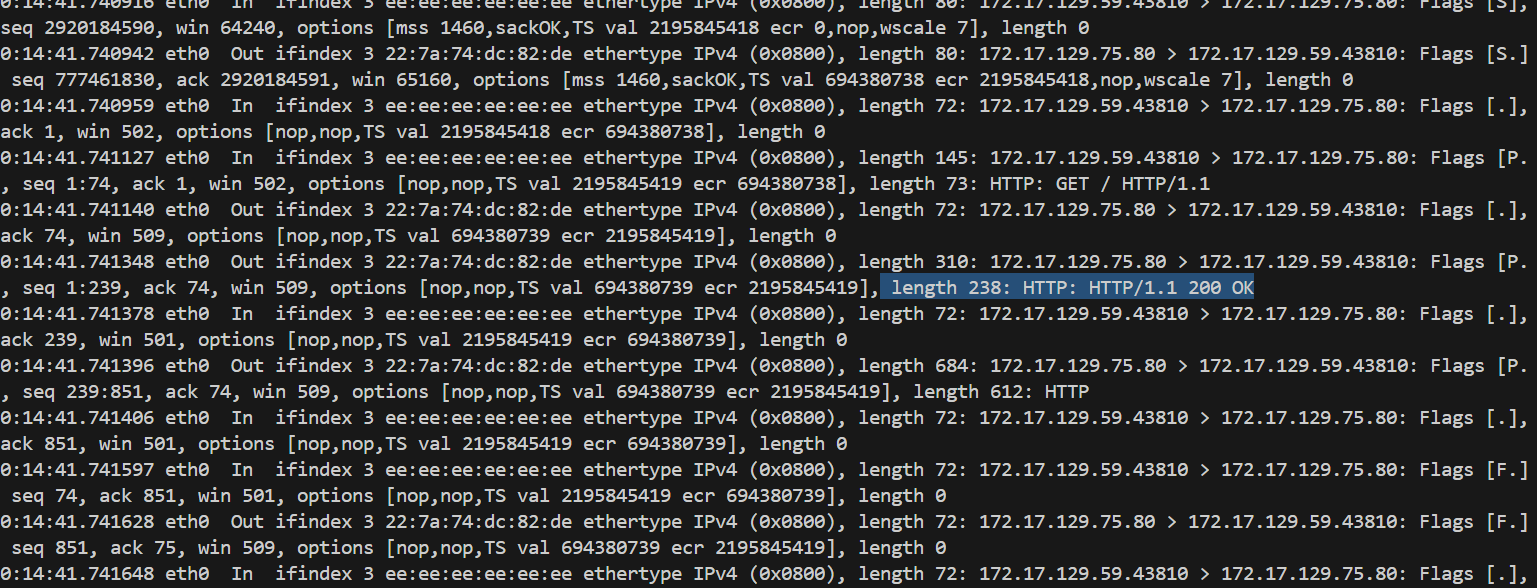 0:14:41.740916 eth0  In  ifindex 3 ee:ee:ee:ee:ee:ee ethertype IPv4 (0x0800), length 80: 172.17.129.59.43810 > 172.17.129.75.80: Flags [S],
seq 2920184590, win 64240, options [mss 1460,sackOK,TS val 2195845418 ecr 0,nop,wscale 7], length 0
0:14:41.740942 eth0  Out ifindex 3 22:7a:74:dc:82:de ethertype IPv4 (0x0800), length 80: 172.17.129.75.80 > 172.17.129.59.43810: Flags [S.]
 seq 777461830, ack 2920184591, win 65160, options [mss 1460,sackOK,TS val 694380738 ecr 2195845418,nop,wscale 7], length 0
0:14:41.740959 eth0  In  ifindex 3 ee:ee:ee:ee:ee:ee ethertype IPv4 (0x0800), length 72: 172.17.129.59.43810 > 172.17.129.75.80: Flags [.],
ack 1, win 502, options [nop,nop,TS val 2195845418 ecr 694380738], length 0
0:14:41.741127 eth0  In  ifindex 3 ee:ee:ee:ee:ee:ee ethertype IPv4 (0x0800), length 145: 172.17.129.59.43810 > 172.17.129.75.80: Flags [P.
, seq 1:74, ack 1, win 502, options [nop,nop,TS val 2195845419 ecr 694380738], length 73: HTTP: GET / HTTP/1.1
0:14:41.741140 eth0  Out ifindex 3 22:7a:74:dc:82:de ethertype IPv4 (0x0800), length 72: 172.17.129.75.80 > 172.17.129.59.43810: Flags [.],
ack 74, win 509, options [nop,nop,TS val 694380739 ecr 2195845419], length 0
0:14:41.741348 eth0  Out ifindex 3 22:7a:74:dc:82:de ethertype IPv4 (0x0800), length 310: 172.17.129.75.80 > 172.17.129.59.43810: Flags [P.
, seq 1:239, ack 74, win 509, options [nop,nop,TS val 694380739 ecr 2195845419], length 238: HTTP: HTTP/1.1 200 OK
0:14:41.741378 eth0  In  ifindex 3 ee:ee:ee:ee:ee:ee ethertype IPv4 (0x0800), length 72: 172.17.129.59.43810 > 172.17.129.75.80: Flags [.],
ack 239, win 501, options [nop,nop,TS val 2195845419 ecr 694380739], length 0
0:14:41.741396 eth0  Out ifindex 3 22:7a:74:dc:82:de ethertype IPv4 (0x0800), length 684: 172.17.129.75.80 > 172.17.129.59.43810: Flags [P.
, seq 239:851, ack 74, win 509, options [nop,nop,TS val 694380739 ecr 2195845419], length 612: HTTP
0:14:41.741406 eth0  In  ifindex 3 ee:ee:ee:ee:ee:ee ethertype IPv4 (0x0800), length 72: 172.17.129.59.43810 > 172.17.129.75.80: Flags [.],
ack 851, win 501, options [nop,nop,TS val 2195845419 ecr 694380739], length 0
0:14:41.741597 eth0  In  ifindex 3 ee:ee:ee:ee:ee:ee ethertype IPv4 (0x0800), length 72: 172.17.129.59.43810 > 172.17.129.75.80: Flags [F.]
 seq 74, ack 851, win 501, options [nop,nop,TS val 2195845419 ecr 694380739], length 0
0:14:41.741628 eth0  Out ifindex 3 22:7a:74:dc:82:de ethertype IPv4 (0x0800), length 72: 172.17.129.75.80 > 172.17.129.59.43810: Flags [F.]
 seq 851, ack 75, win 509, options [nop,nop,TS val 694380739 ecr 2195845419], length 0
0:14:41.741648 eth0  In  ifindex 3 ee:ee:ee:ee:ee:ee ethertype IPv4 (0x0800), length 72: 172.17.129.59.43810 > 172.17.129.75.80: Flags [.],